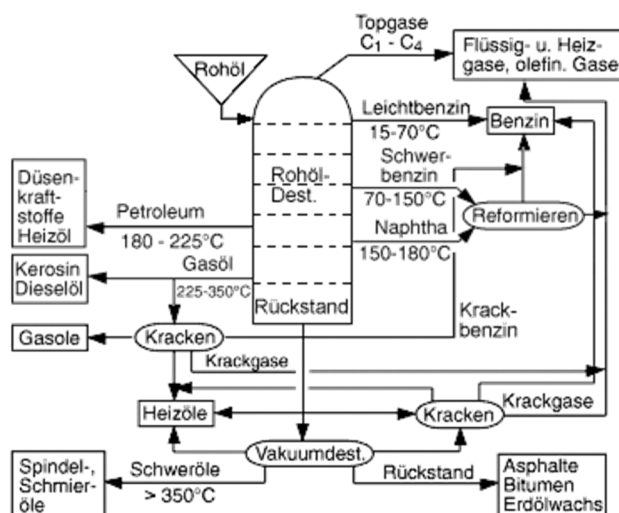 Topgase
C1 - C4
Flüssig- u. Heiz-
gase, olefin. Gase
Rohöl
Leichtbenzin
15-70°C
Benzin
Schwer-
benzin
70-150°C
Rohöl-
Dest.
Düsen-
kraft-
stoffe
Heizöl
Petroleum
180 - 225°C
Naphtha
150-180°C
Reformieren
Kerosin
Dieselöl
Gasöl
225-350°C
Rückstand
Krack-
benzin
Gasole
Kracken
Krackgase
Krackgase
Heizöle
Kracken
Vakuumdest.
Spindel-,
Schmier-
öle
Schweröle
> 350°C
Rückstand
Asphalte
Bitumen
Erdölwachs